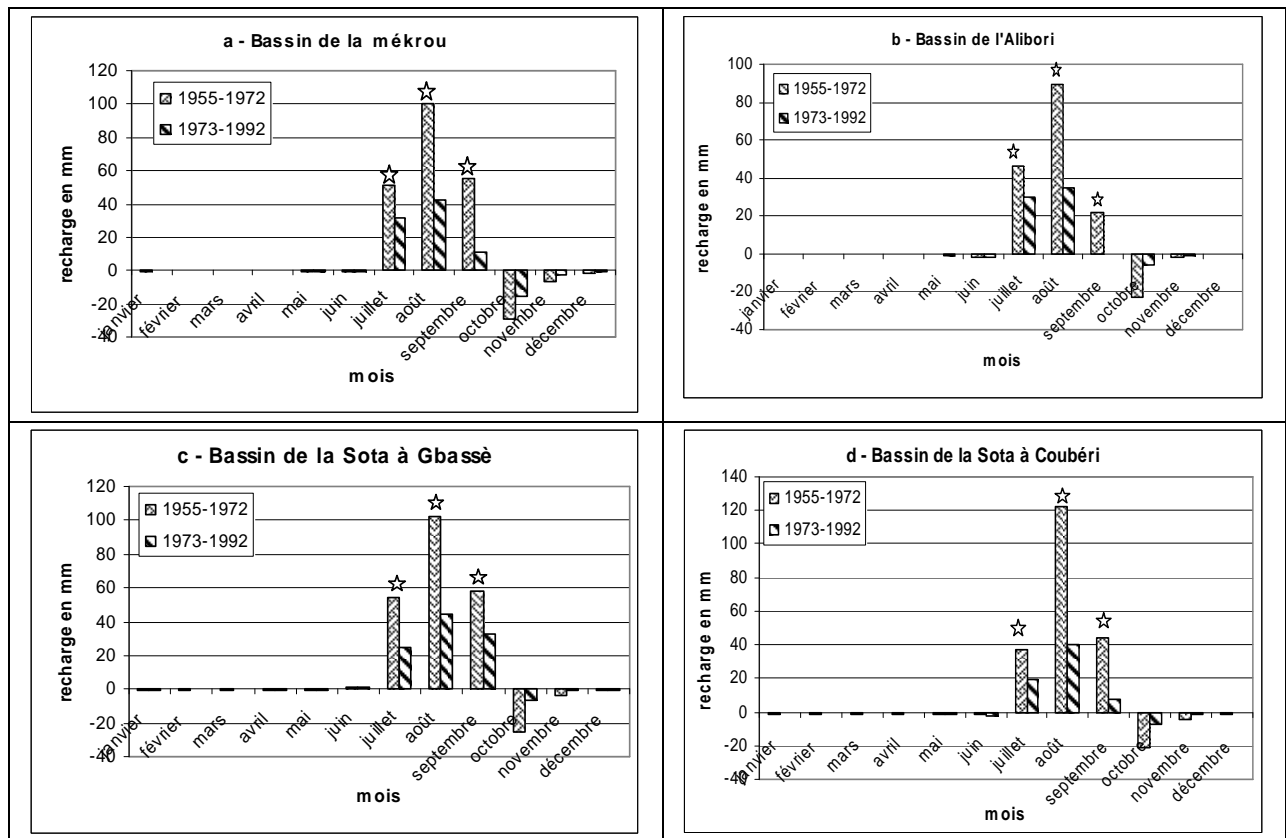 a - Bassin de la mékrou
120
100
80
60
40
20
0
-20
-40
recharge en mm
1955-1972
1973-1992
janvier
février
mars
avril
mai
juin
juillet
août
septembre
octobre
novembre
décembre
mois
b - Bassin de l'Alibori
100
80
60
40
20
0
-20
-40
recharge en mm
1955-1972
1973-1992
janvier
février
mars
avril
mai
juin
juillet
août
septembre
octobre
novembre
décembre
mois
c - Bassin de la Sota à Gbassè
120
100
80
60
40
20
0
-20
-40
recharge en mm
1955-1972
1973-1992
janvier
février
mars
avril
mai
juin
juillet
août
septembre
octobre
novembre
décembre
mois
d - Bassin de la Sota à Coubéri
140
120
100
80
60
40
20
0
-20
-40
recharge en mm
1955-1972
1973-1992
janvier
février
mars
avril
mai
juin
juillet
août
septembre
octobre
novembre
décembre
mois